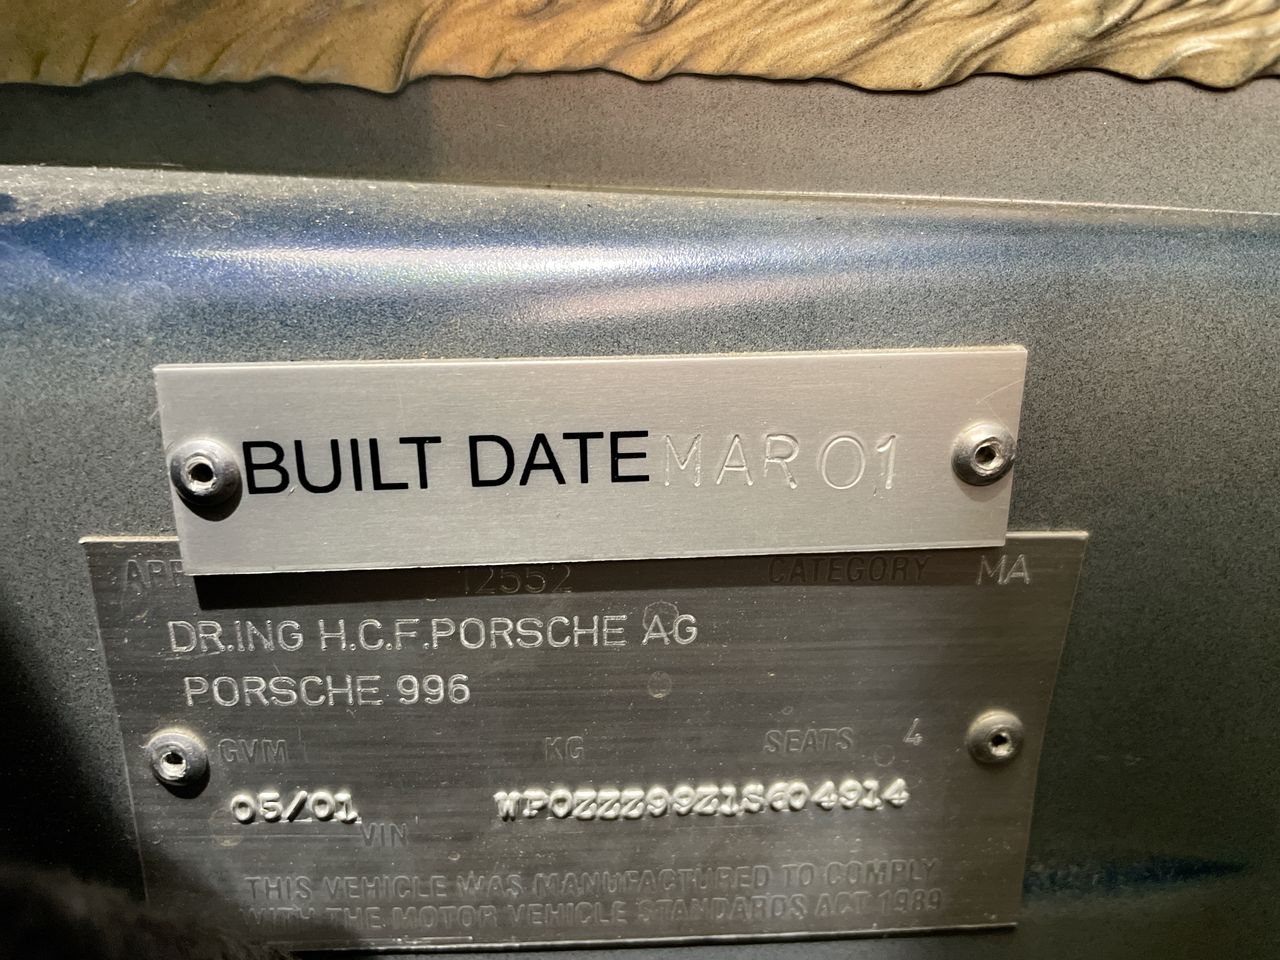 BUILT DATE MAR 01
12552 CATEGORY MA
DR.ING H.C.F.PORSCHE AG
PORSCHE 996
GVM KG SEATS 4
05/01 WP0ZZZ99Z1S604914
VIN
THIS VEHICLE WAS MANUFACTURED TO COMPLY
WITH THE MOTOR VEHICLE STANDARDS ACT 1989